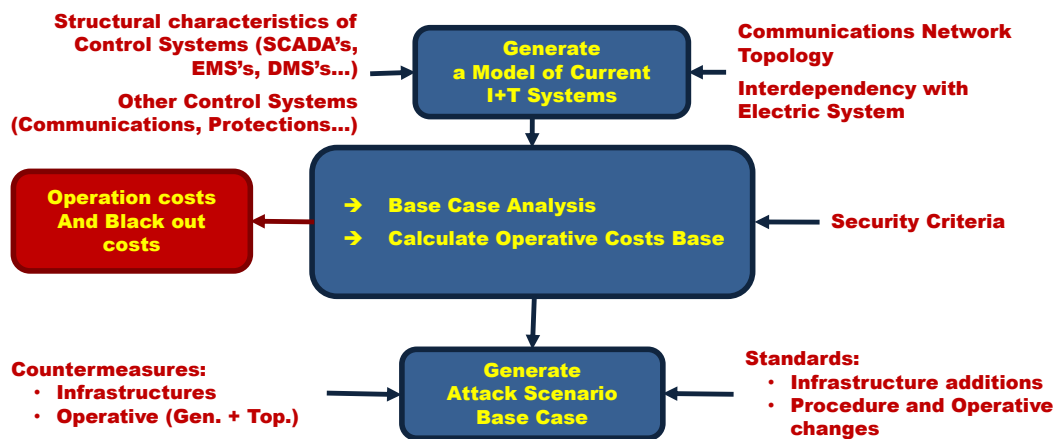 Structural characteristics of
Control Systems (SCADA's,
EMS's, DMS's...)
Other Control Systems
(Communications, Protections...)
Generate
a Model of Current
I+T Systems
Communications Network
Topology
Interdependency with
Electric System
Operation costs
And Black out
costs
➔ Base Case Analysis
➔ Calculate Operative Costs Base
Security Criteria
Countermeasures:
• Infrastructures
• Operative (Gen. + Top.)
Generate
Attack Scenario
Base Case
Standards:
• Infrastructure additions
• Procedure and Operative
changes